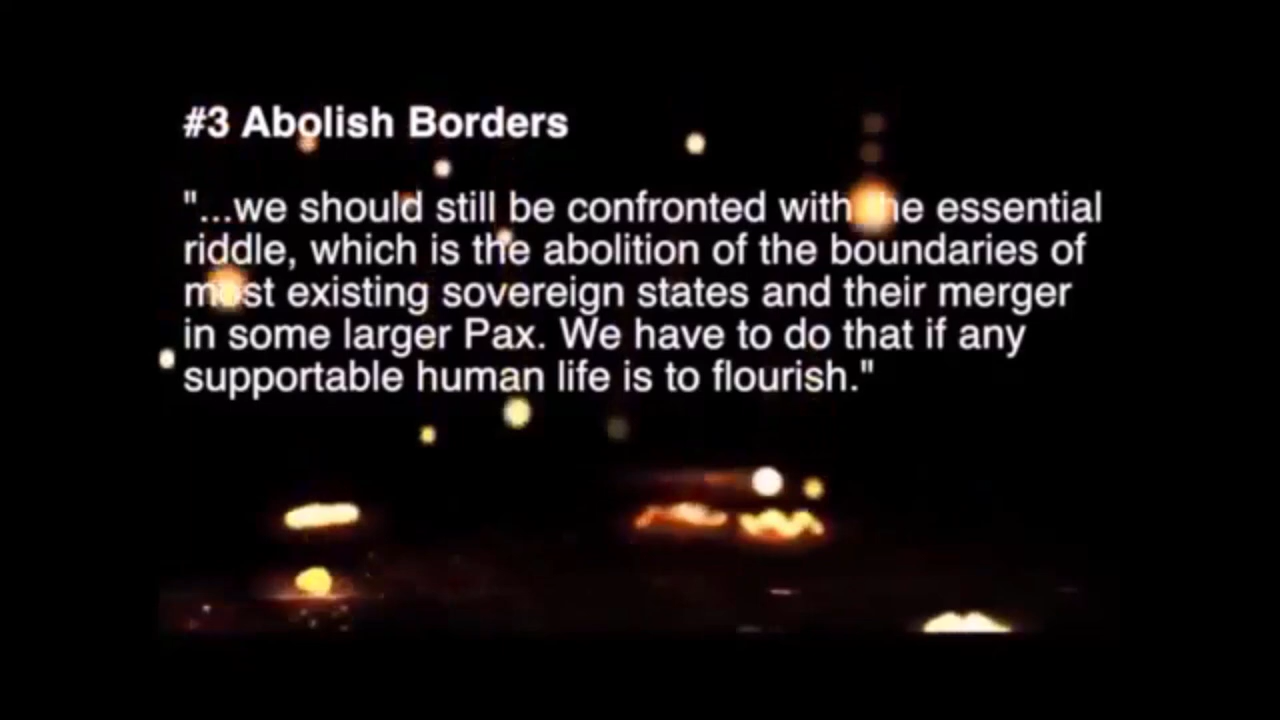 #3 Abolish Borders
"...we should still be confronted with the essential
riddle, which is the abolition of the boundaries of
most existing sovereign states and their merger
in some larger Pax. We have to do that if any
supportable human life is to flourish."